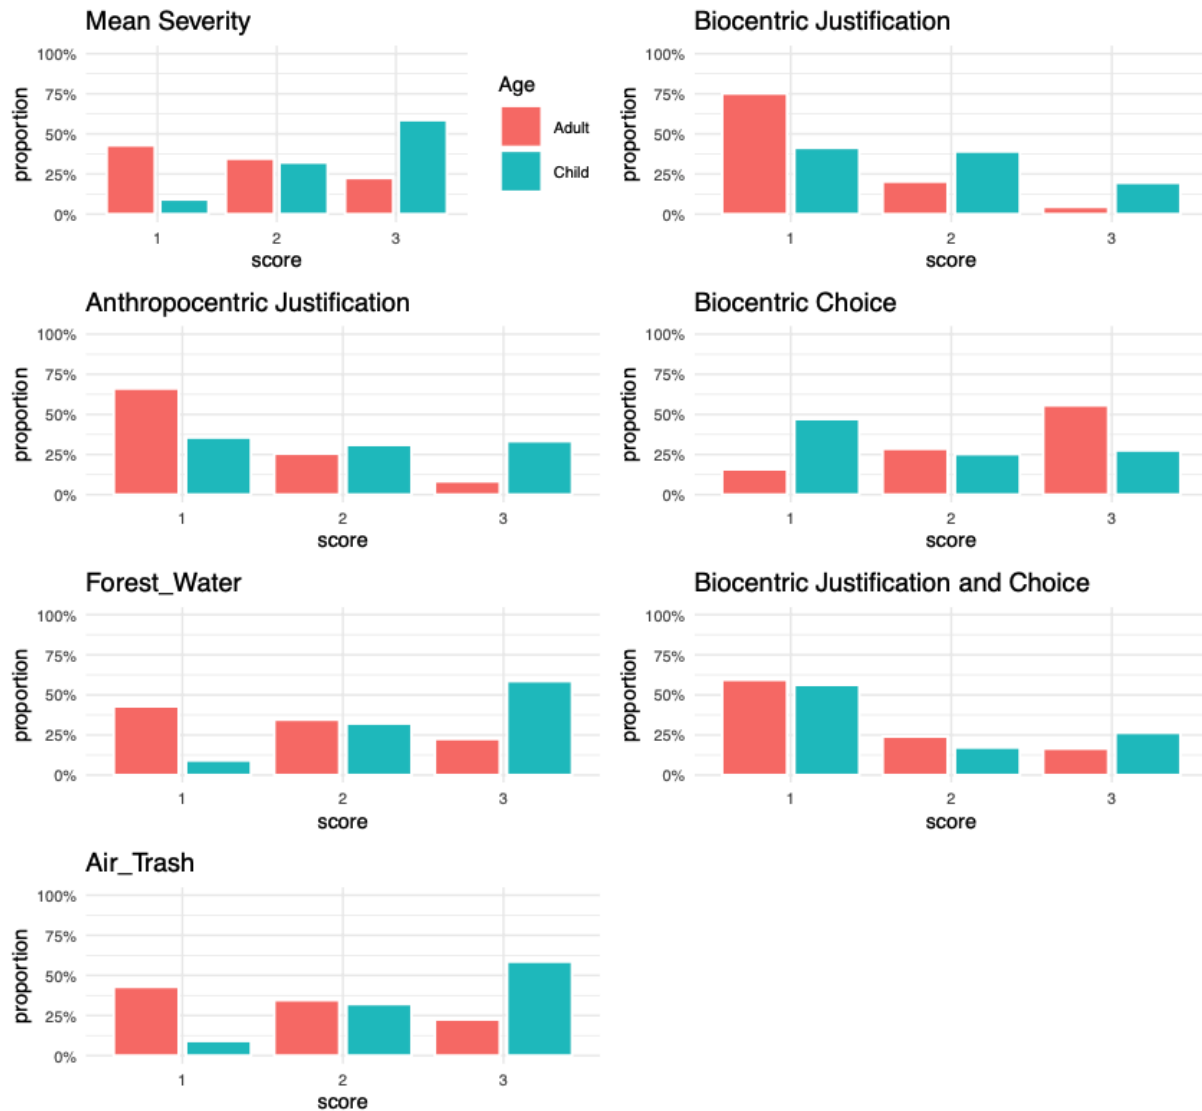 Mean Severity
100%
75%
50%
25%
0%
proportion
1 2 3
score
Age
Adult
Child
Biocentric Justification
100%
75%
50%
25%
0%
proportion
1 2 3
score
Anthropocentric Justification
100%
75%
50%
25%
0%
proportion
1 2 3
score
Biocentric Choice
100%
75%
50%
25%
0%
proportion
1 2 3
score
Forest_Water
100%
75%
50%
25%
0%
proportion
1 2 3
score
Biocentric Justification and Choice
100%
75%
50%
25%
0%
proportion
1 2 3
score
Air_Trash
100%
75%
50%
25%
0%
proportion
1 2 3
score